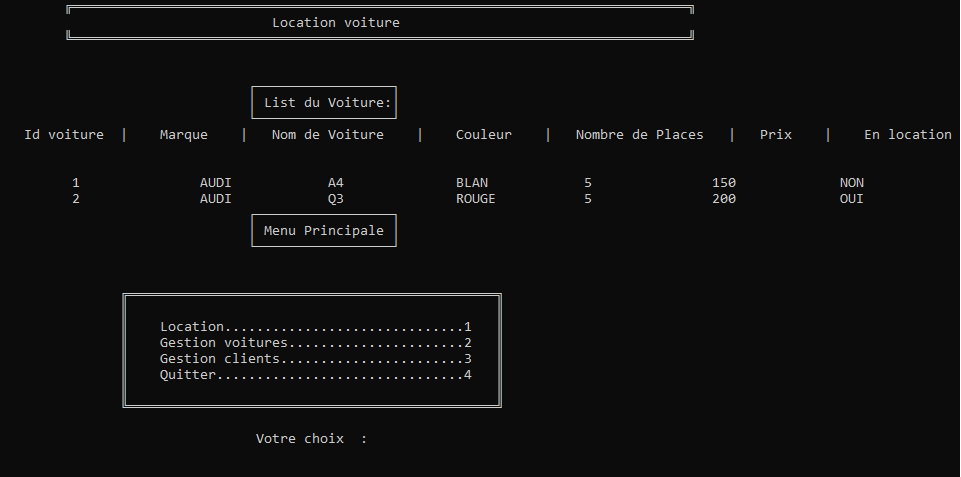 Location voiture
List du Voiture:
Id voiture | Marque | Nom de Voiture | Couleur | Nombre de Places | Prix | En location
1 AUDI A4 BLAN 5 150 NON
2 AUDI Q3 ROUGE 5 200 OUI
Menu Principale
Location..............................1
Gestion voitures......................2
Gestion clients.......................3
Quitter...............................4
Votre choix :